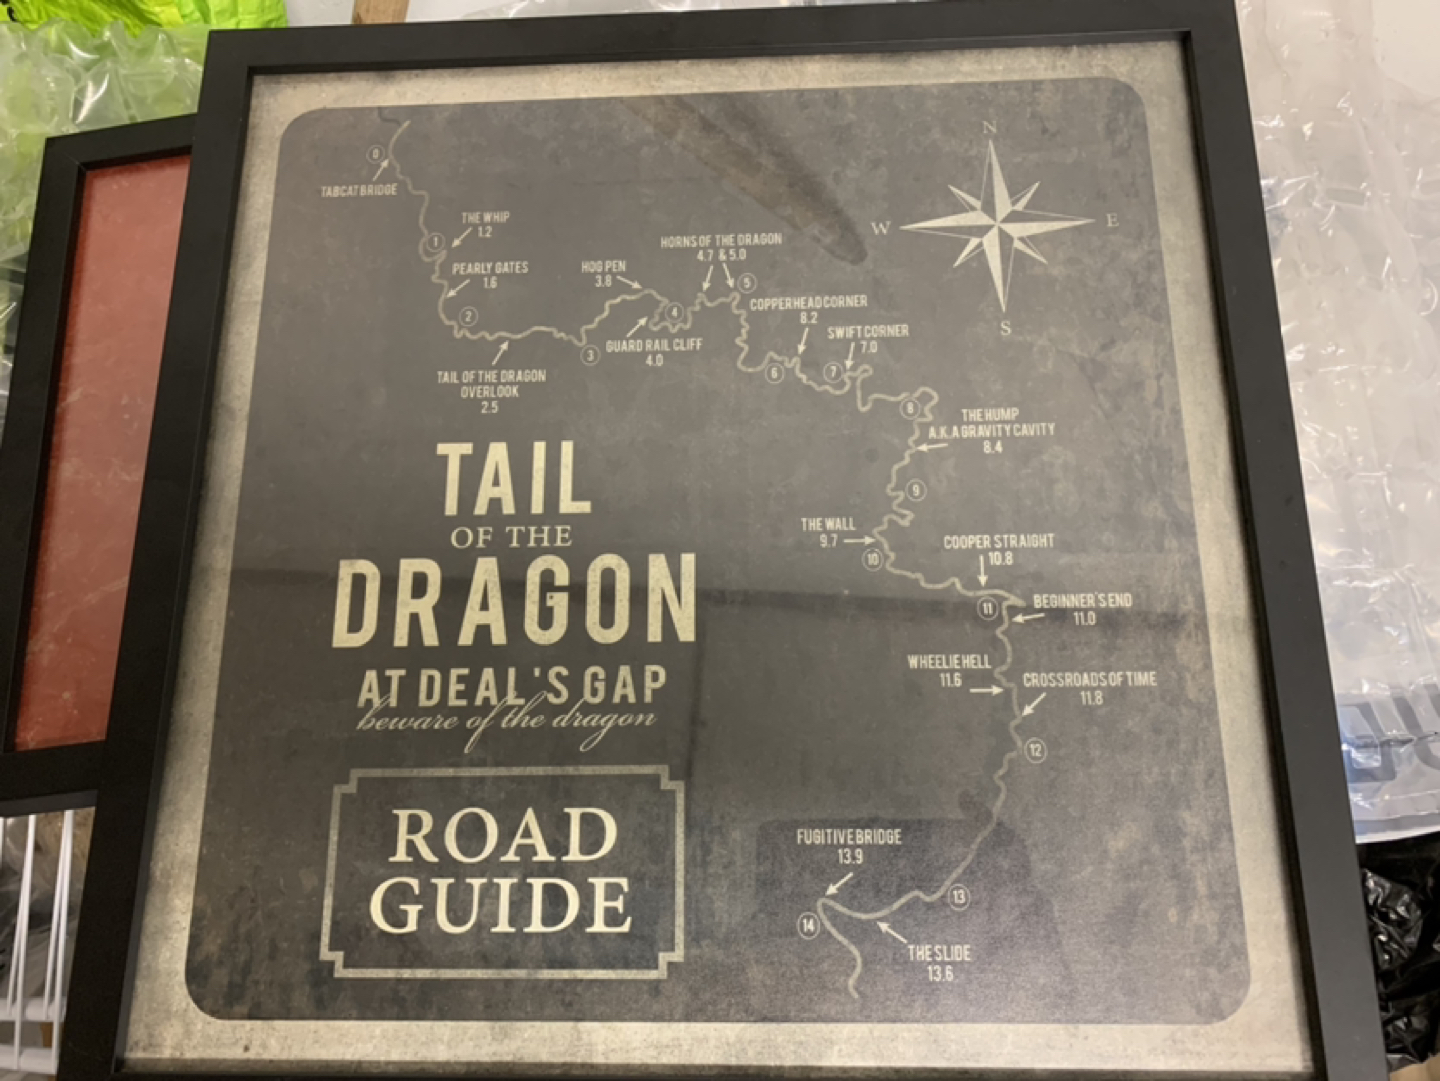 N
W
E
S
0
TABCAT BRIDGE
THE WHIP
1.2
1
PEARLY GATES
1.6
2
TAIL OF THE DRAGON
OVERLOOK
2.5
3
HOG PEN
3.8
GUARD RAIL CLIFF
4.0
4
HORNS OF THE DRAGON
4.7 & 5.0
5
COPPERHEAD CORNER
8.2
6
SWIFT CORNER
7.0
7
8
THE HUMP
A.K.A GRAVITY CAVITY
8.4
9
THE WALL
9.7
10
COOPER STRAIGHT
10.8
11
BEGINNER'S END
11.0
WHEELIE HELL
11.6
CROSSROADS OF TIME
11.8
12
13
FUGITIVE BRIDGE
13.9
14
THE SLIDE
13.6
TAIL
OF THE
DRAGON
AT DEAL'S GAP
beware of the dragon
ROAD
GUIDE